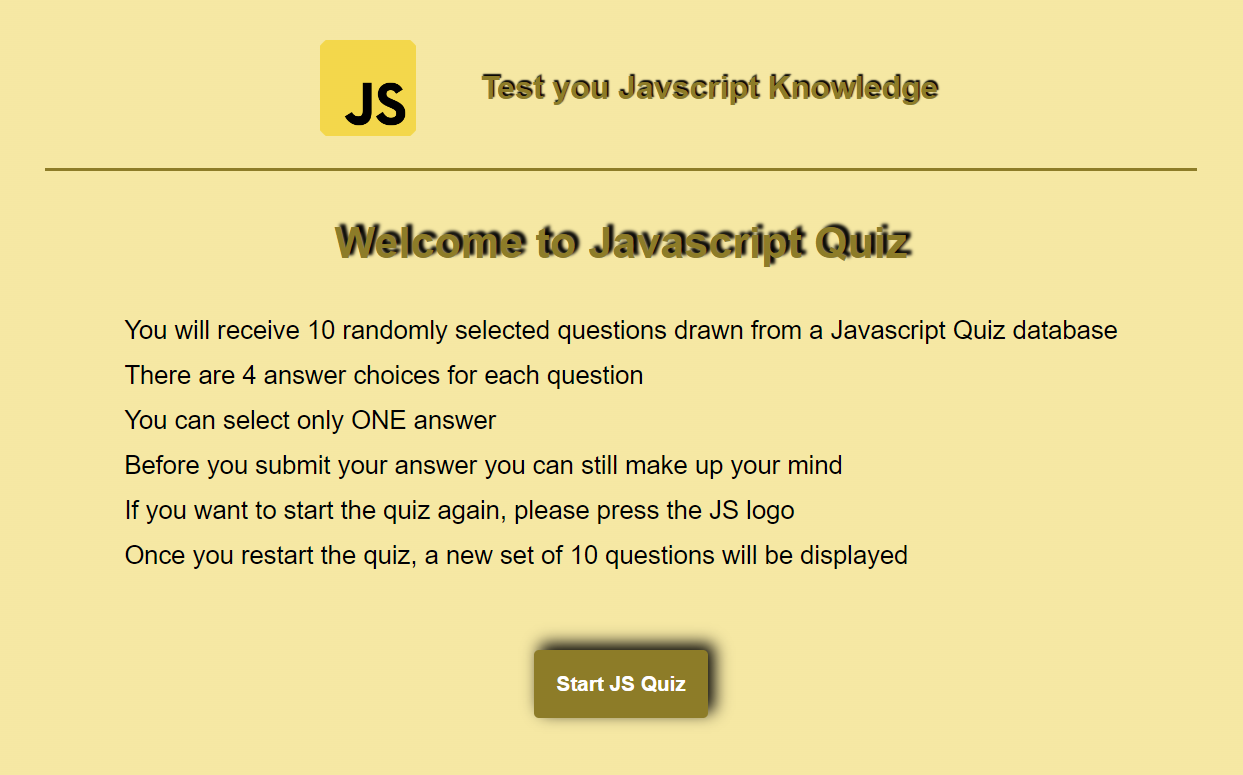 JS
Test you Javscript Knowledge
Welcome to Javascript Quiz
You will receive 10 randomly selected questions drawn from a Javascript Quiz database
There are 4 answer choices for each question
You can select only ONE answer
Before you submit your answer you can still make up your mind
If you want to start the quiz again, please press the JS logo
Once you restart the quiz, a new set of 10 questions will be displayed
Start JS Quiz